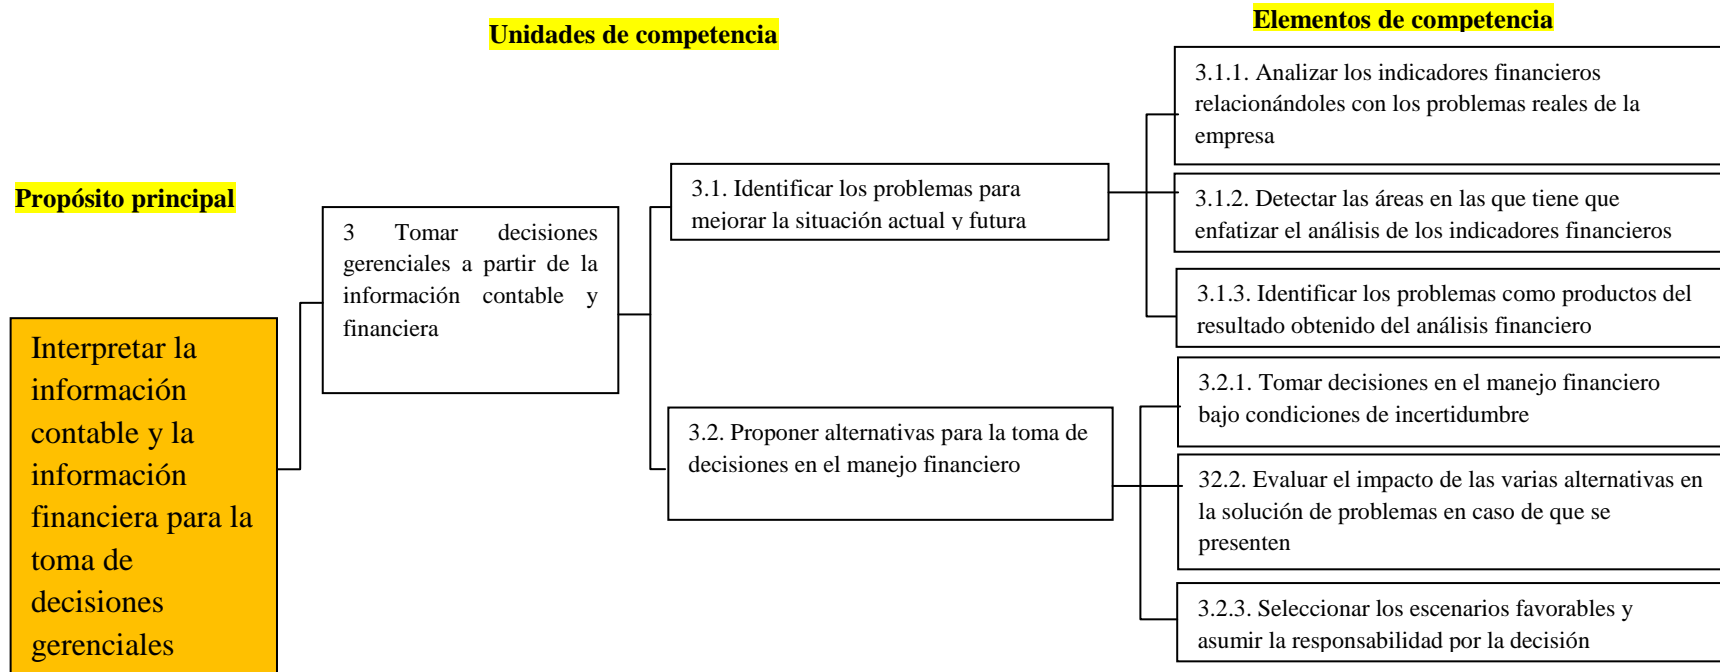 Propósito principal
Interpretar la
información
contable y la
información
financiera para la
toma de
decisiones
gerenciales
Unidades de competencia
3 Tomar decisiones
gerenciales a partir de la
información contable y
financiera
3.1. Identificar los problemas para
mejorar la situación actual y futura
3.2. Proponer alternativas para la toma de
decisiones en el manejo financiero
Elementos de competencia
3.1.1. Analizar los indicadores financieros
relacionándoles con los problemas reales de la
empresa
3.1.2. Detectar las áreas en las que tiene que
enfatizar el análisis de los indicadores financieros
3.1.3. Identificar los problemas como productos del
resultado obtenido del análisis financiero
3.2.1. Tomar decisiones en el manejo financiero
bajo condiciones de incertidumbre
32.2. Evaluar el impacto de las varias alternativas en
la solución de problemas en caso de que se
presenten
3.2.3. Seleccionar los escenarios favorables y
asumir la responsabilidad por la decisión